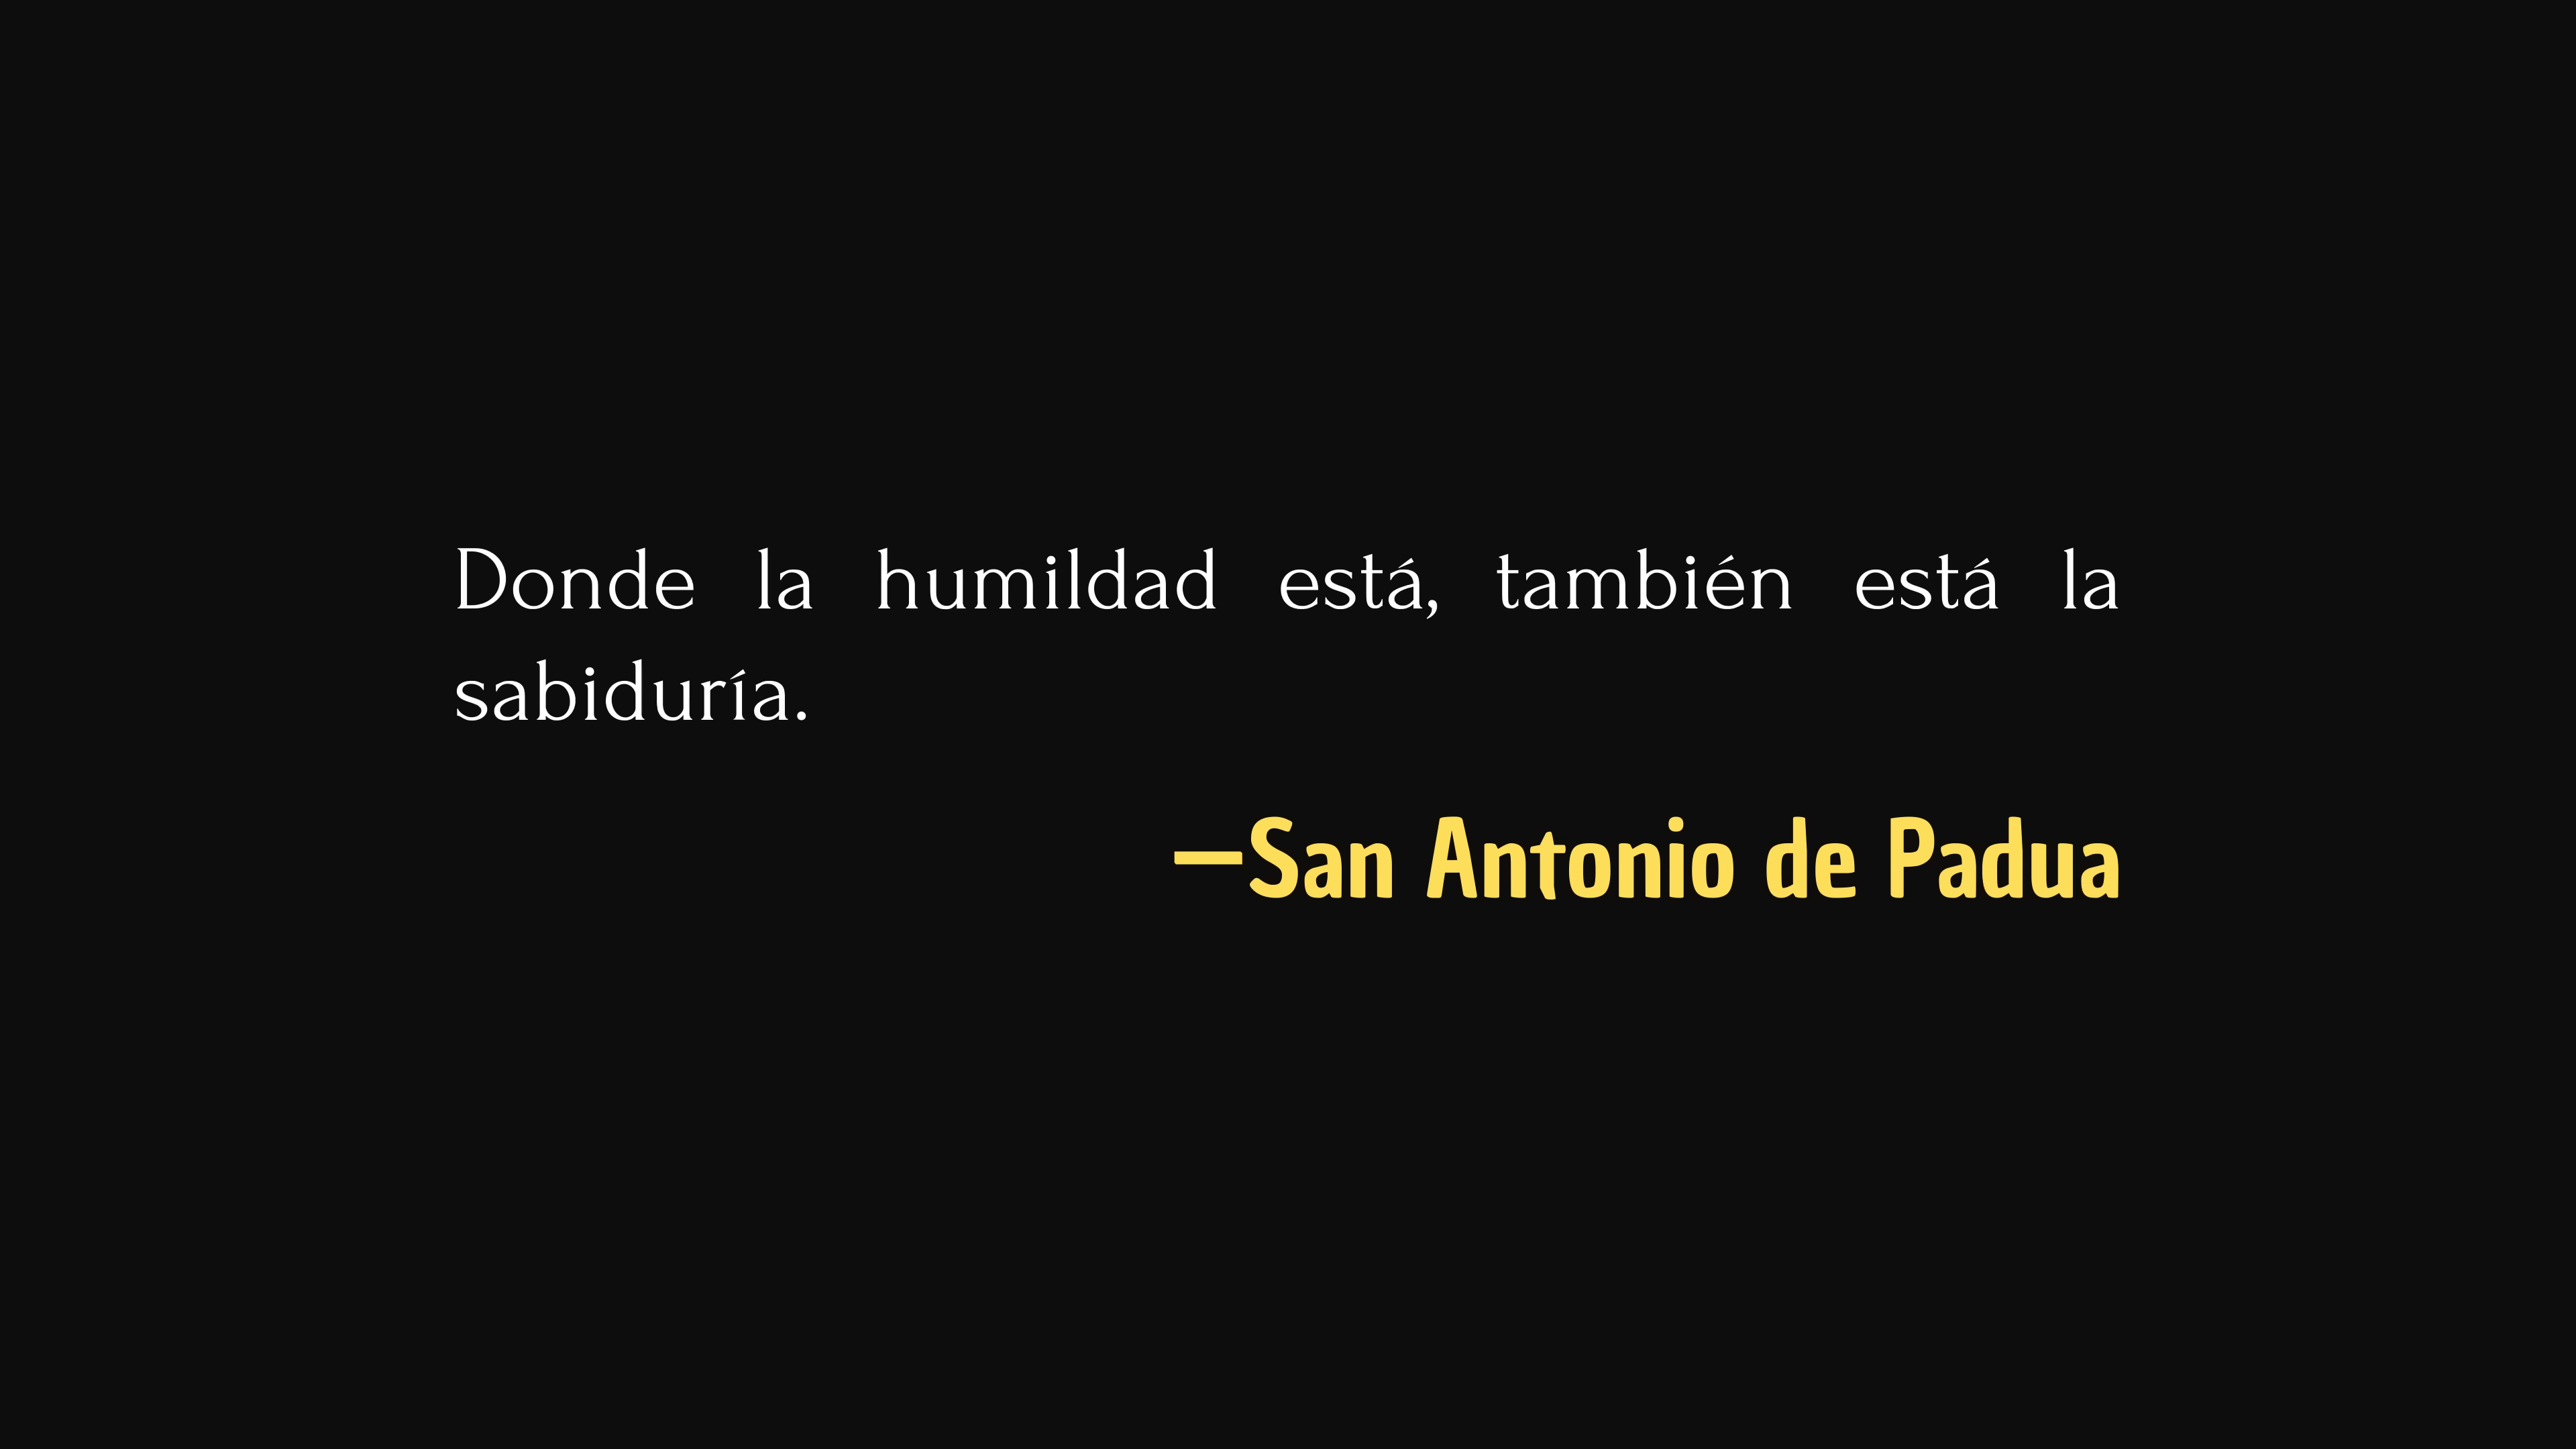 Donde la humildad está, también está la
sabiduría.
—San Antonio de Padua